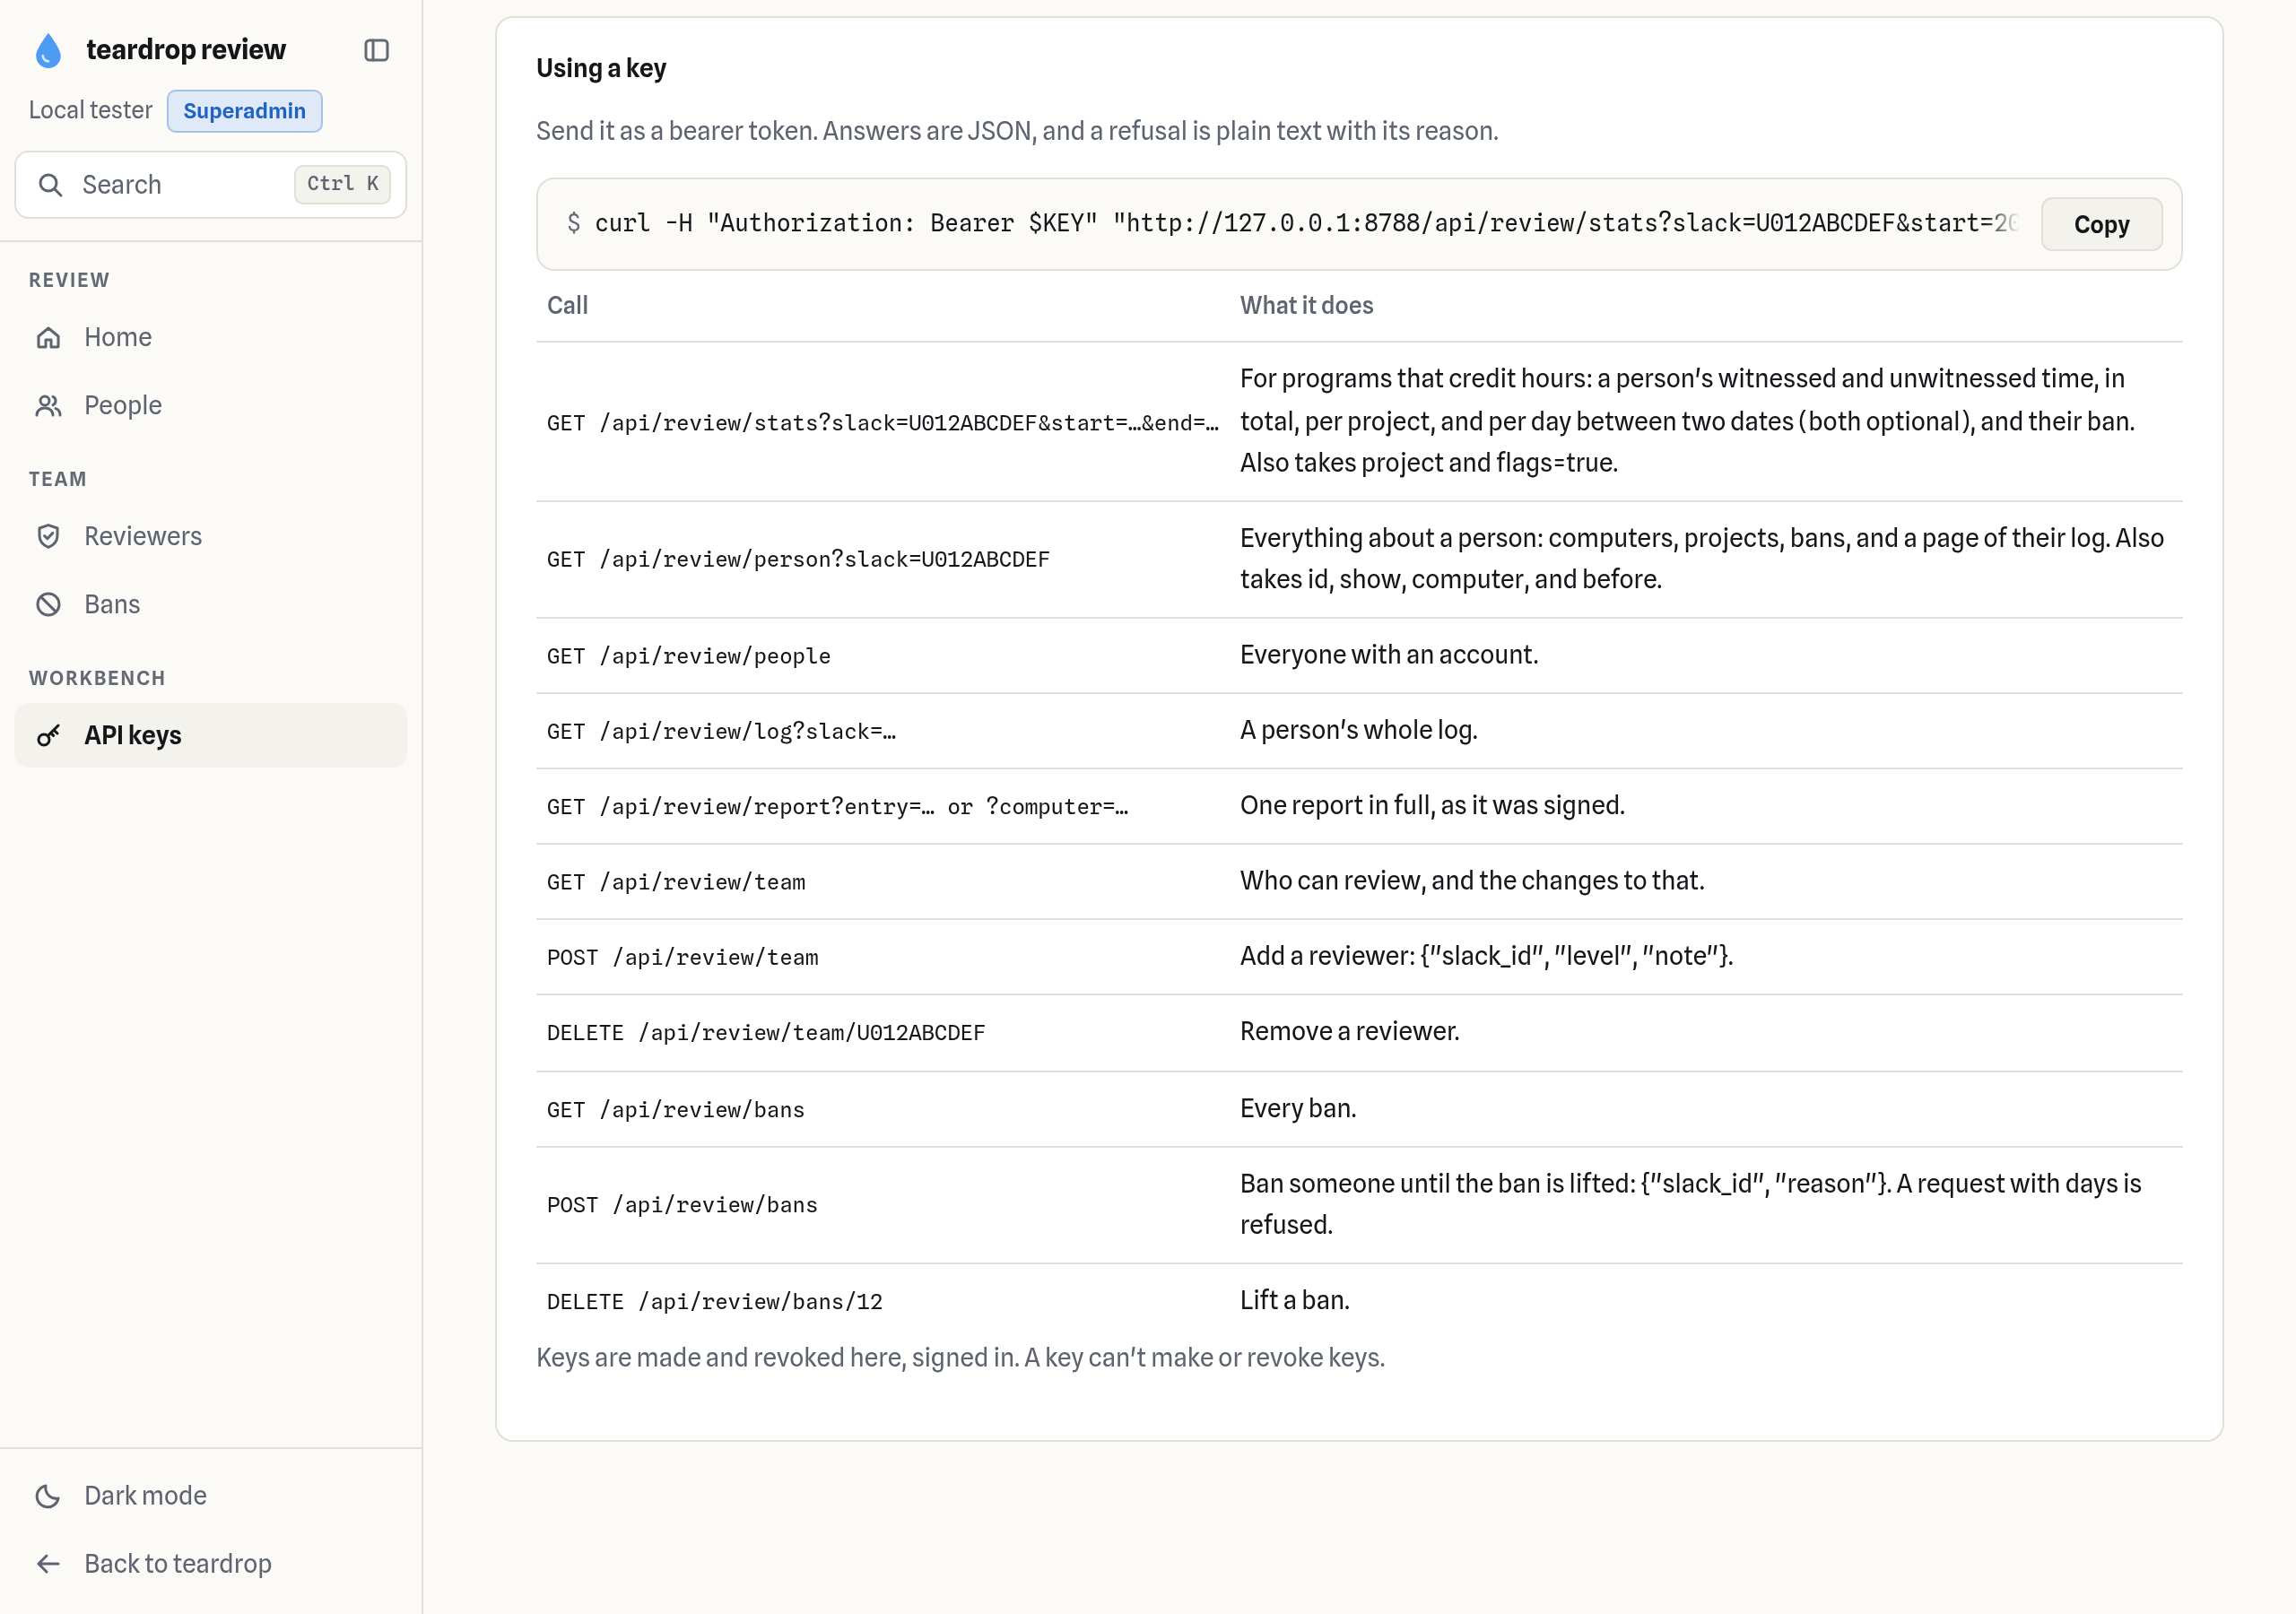 teardrop review
Local tester Superadmin
Search Ctrl K
REVIEW
Home
People
TEAM
Reviewers
Bans
WORKBENCH
API keys
Dark mode
Back to teardrop
Using a key
Send it as a bearer token. Answers are JSON, and a refusal is plain text with its reason.
$ curl -H "Authorization: Bearer $KEY" "http://127.0.0.1:8788/api/review/stats?slack=U012ABCDEF&start=20 Copy
Call What it does
GET /api/review/stats?slack=U012ABCDEF&start=…&end=… For programs that credit hours: a person's witnessed and unwitnessed time, in
total, per project, and per day between two dates (both optional), and their ban.
Also takes project and flags=true.
GET /api/review/person?slack=U012ABCDEF Everything about a person: computers, projects, bans, and a page of their log. Also
takes id, show, computer, and before.
GET /api/review/people Everyone with an account.
GET /api/review/log?slack=… A person's whole log.
GET /api/review/report?entry=… or ?computer=… One report in full, as it was signed.
GET /api/review/team Who can review, and the changes to that.
POST /api/review/team Add a reviewer: {"slack_id", "level", "note"}.
DELETE /api/review/team/U012ABCDEF Remove a reviewer.
GET /api/review/bans Every ban.
POST /api/review/bans Ban someone until the ban is lifted: {"slack_id", "reason"}. A request with days is
refused.
DELETE /api/review/bans/12 Lift a ban.
Keys are made and revoked here, signed in. A key can't make or revoke keys.